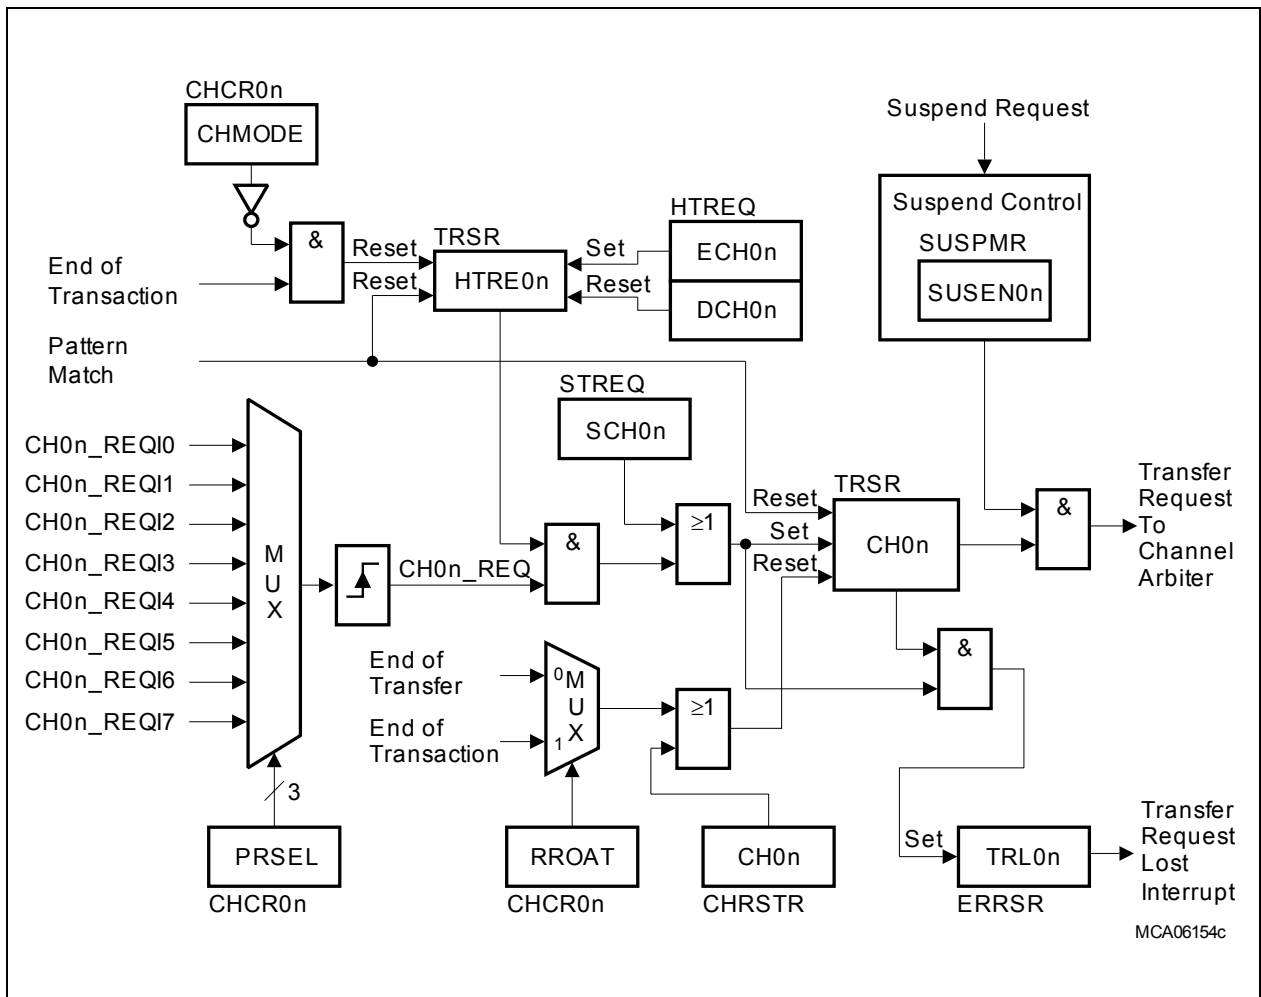 CHCR0n
CHMODE
Suspend Request
Suspend Control
SUSPMR
SUSEN0n
HTREQ
ECH0n
DCH0n
Set
Reset
TRSR
HTRE0n
&
Reset
Reset
End of
Transaction
Pattern
Match
STREQ
SCH0n
CH0n_REQI0
CH0n_REQI1
CH0n_REQI2
CH0n_REQI3
CH0n_REQI4
CH0n_REQI5
CH0n_REQI6
CH0n_REQI7
M
U
X
CH0n_REQ
&
≥1
Reset
Set
Reset
TRSR
CH0n
&
Transfer
Request
To
Channel
Arbiter
&
End of
Transfer
End of
Transaction
0
1
M
U
X
≥1
3
PRSEL
CHCR0n
RROAT
CHCR0n
CH0n
CHRSTR
Set
TRL0n
ERRSR
Transfer
Request
Lost
Interrupt
MCA06154c